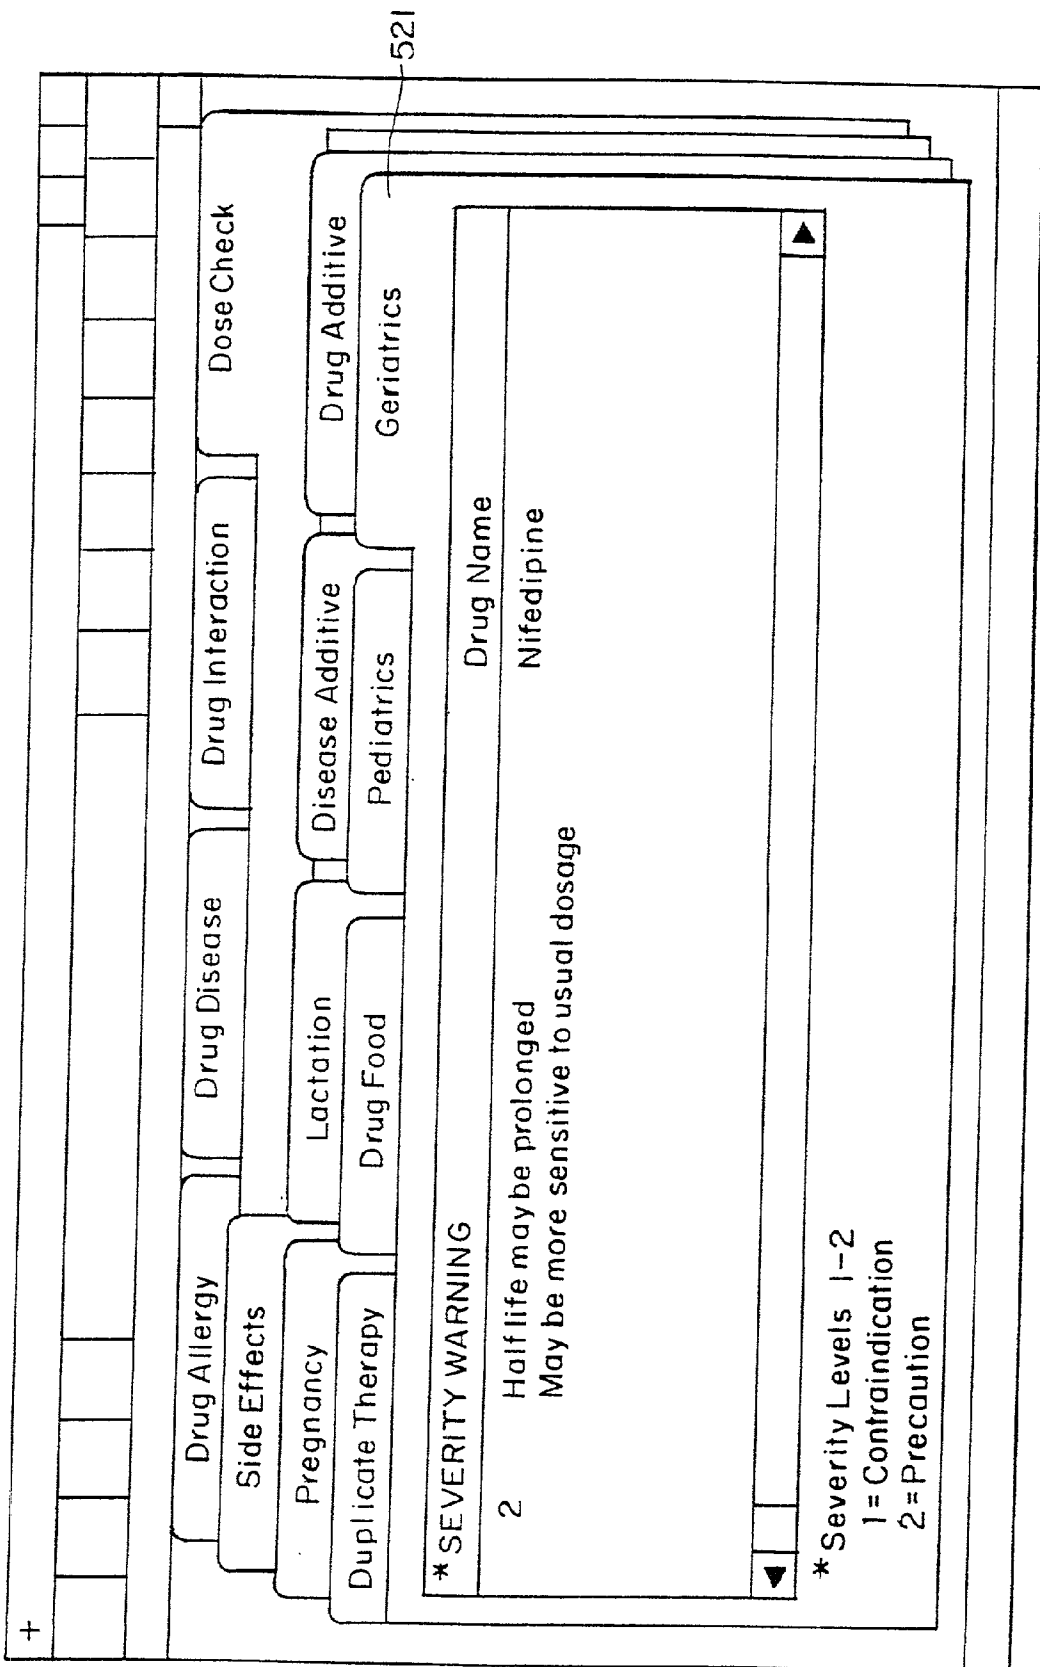 +
Drug Allergy
Drug Disease
Drug Interaction
Dose Check
Side Effects
Pregnancy
Lactation
Disease Additive
Drug Additive
Duplicate Therapy
Drug Food
Pediatrics
Geriatrics
521
*SEVERITY WARNING Drug Name
2 Half life may be prolonged Nifedipine
May be more sensitive to usual dosage
*Severity Levels 1-2
1=Contraindication
2=Precaution